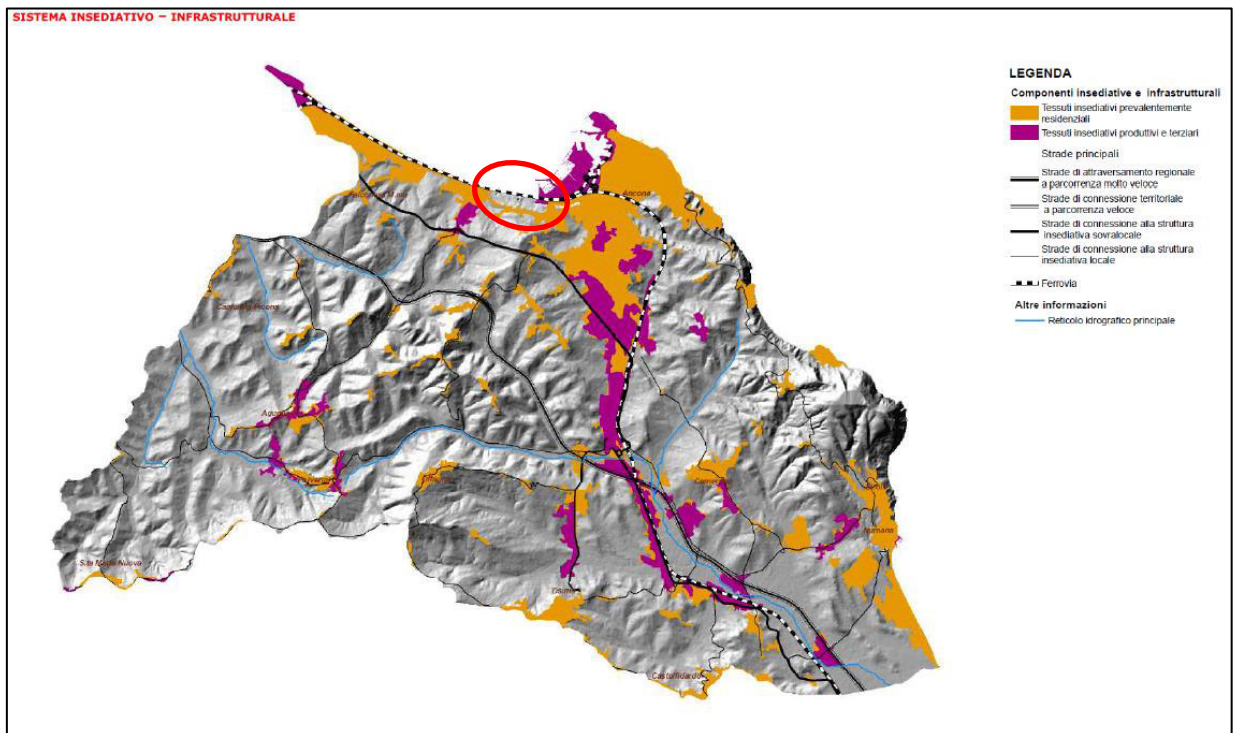 SISTEMA INSEDIATIVO – INFRASTRUTTURALE
LEGENDA
Componenti insediative e infrastrutturali
Tessuti insediativi prevalentemente
residenziali
Tessuti insediativi produttivi e terziari
Strade principali
Strade di attraversamento regionale
a parcorrenza molto veloce
Strade di connessione territoriale
a parcorrenza veloce
Strade di connessione alla struttura
insediativa sovralocale
Strade di connessione alla struttura
insediativa locale
Ferrovia
Altre informazioni
Reticolo idrografico principale
Ancona
Numana
S.ta Maria Nuova
Osimo
Castelfidardo